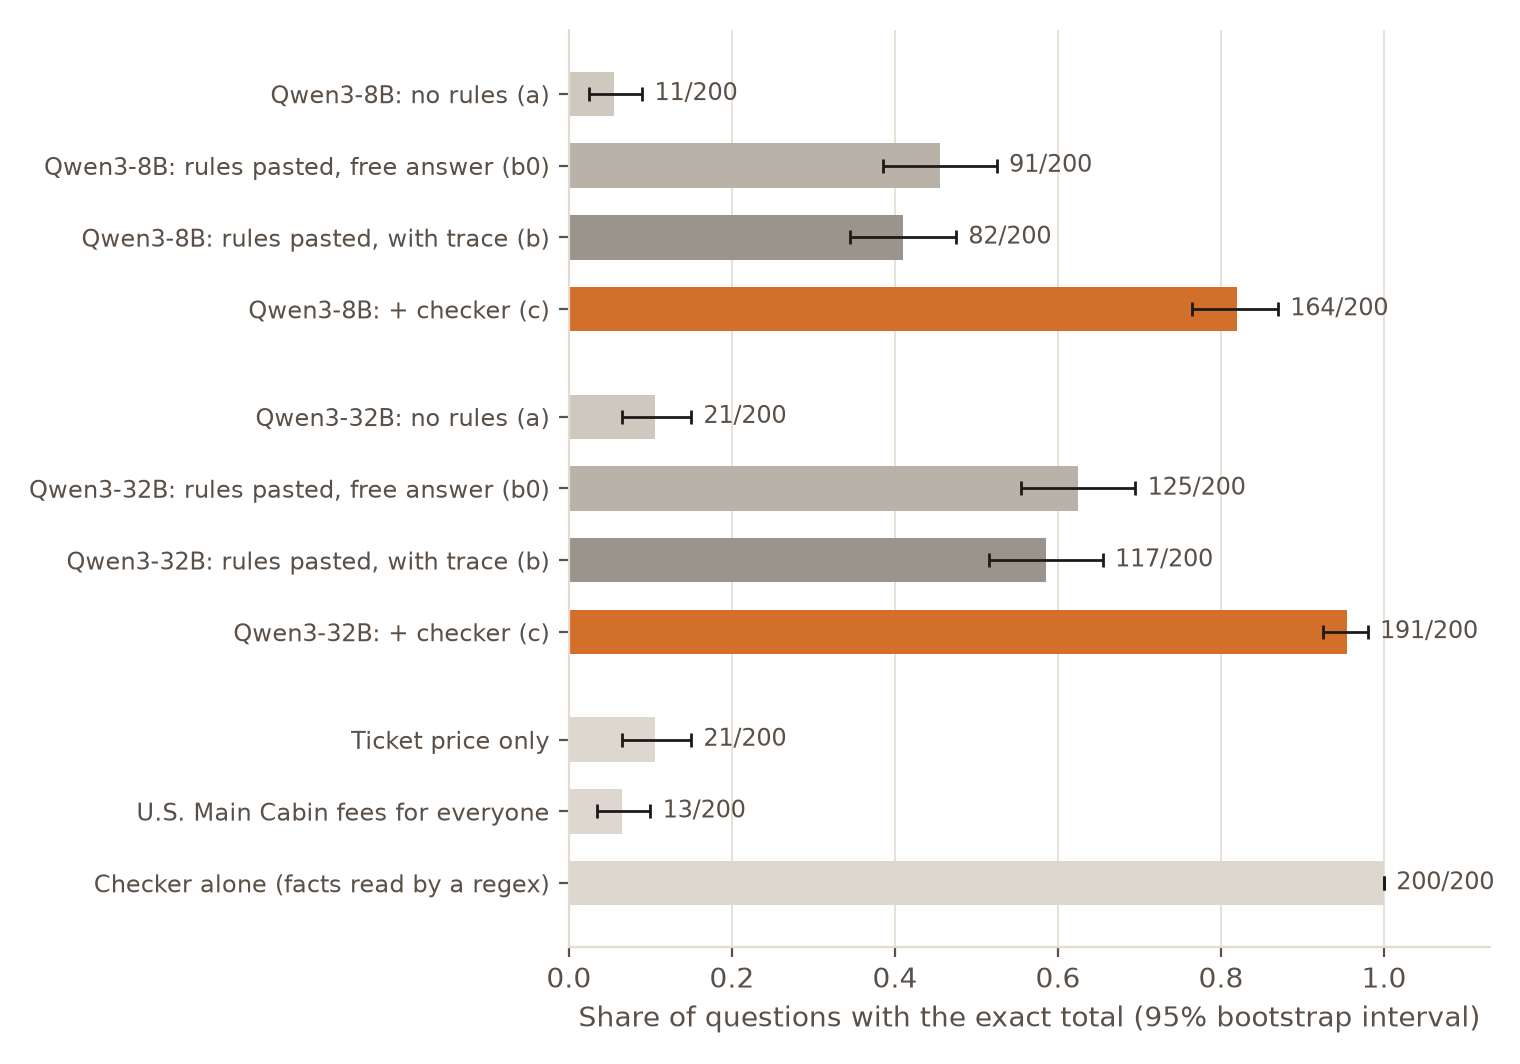 Qwen3-8B: no rules (a) 11/200
Qwen3-8B: rules pasted, free answer (b0) 91/200
Qwen3-8B: rules pasted, with trace (b) 82/200
Qwen3-8B: + checker (c) 164/200
Qwen3-32B: no rules (a) 21/200
Qwen3-32B: rules pasted, free answer (b0) 125/200
Qwen3-32B: rules pasted, with trace (b) 117/200
Qwen3-32B: + checker (c) 191/200
Ticket price only 21/200
U.S. Main Cabin fees for everyone 13/200
Checker alone (facts read by a regex) 200/200
0.0 0.2 0.4 0.6 0.8 1.0
Share of questions with the exact total (95% bootstrap interval)